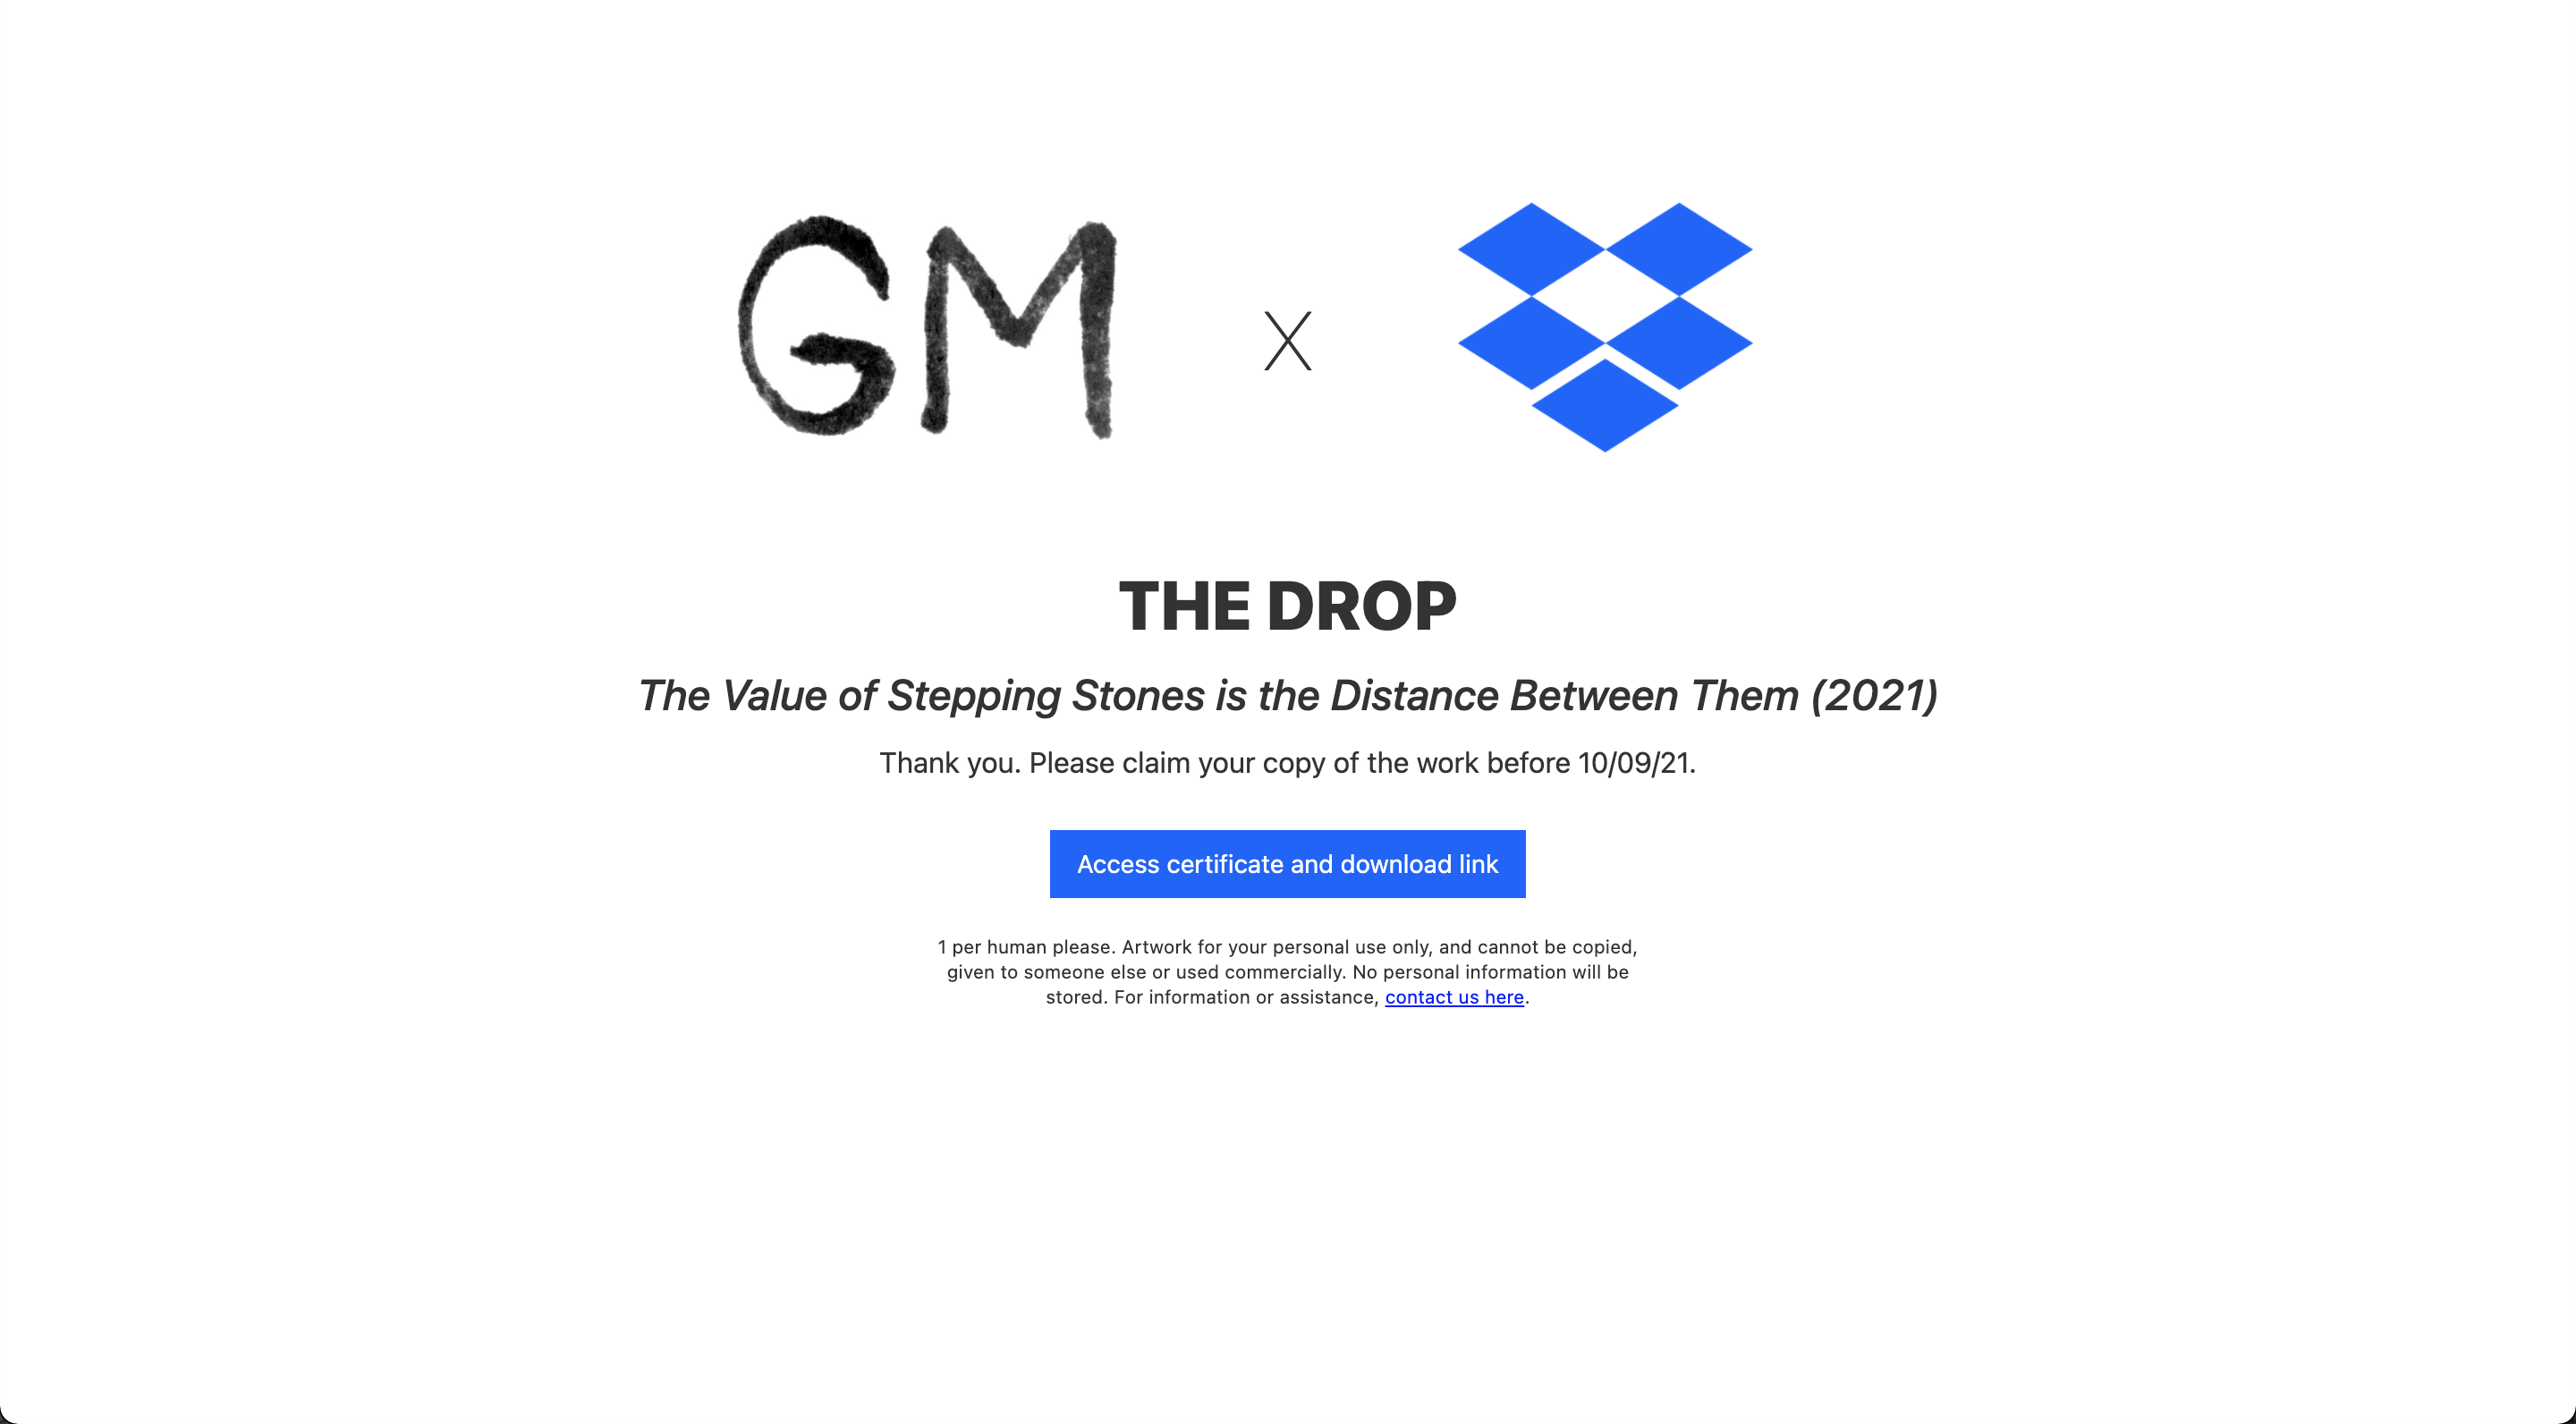 GM X
THE DROP
The Value of Stepping Stones is the Distance Between Them (2021)
Thank you. Please claim your copy of the work before 10/09/21.
Access certificate and download link
1 per human please. Artwork for your personal use only, and cannot be copied,
given to someone else or used commercially. No personal information will be
stored. For information or assistance, contact us here.